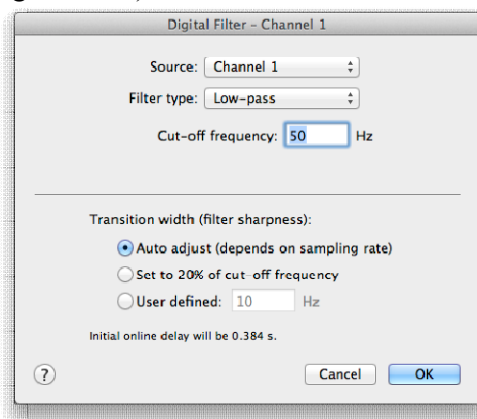 Digital Filter – Channel 1
Source: Channel 1
Filter type: Low-pass
Cut-off frequency: 50 Hz
Transition width (filter sharpness):
Auto adjust (depends on sampling rate)
Set to 20% of cut-off frequency
User defined: 10 Hz
Initial online delay will be 0.384 s.
? Cancel OK